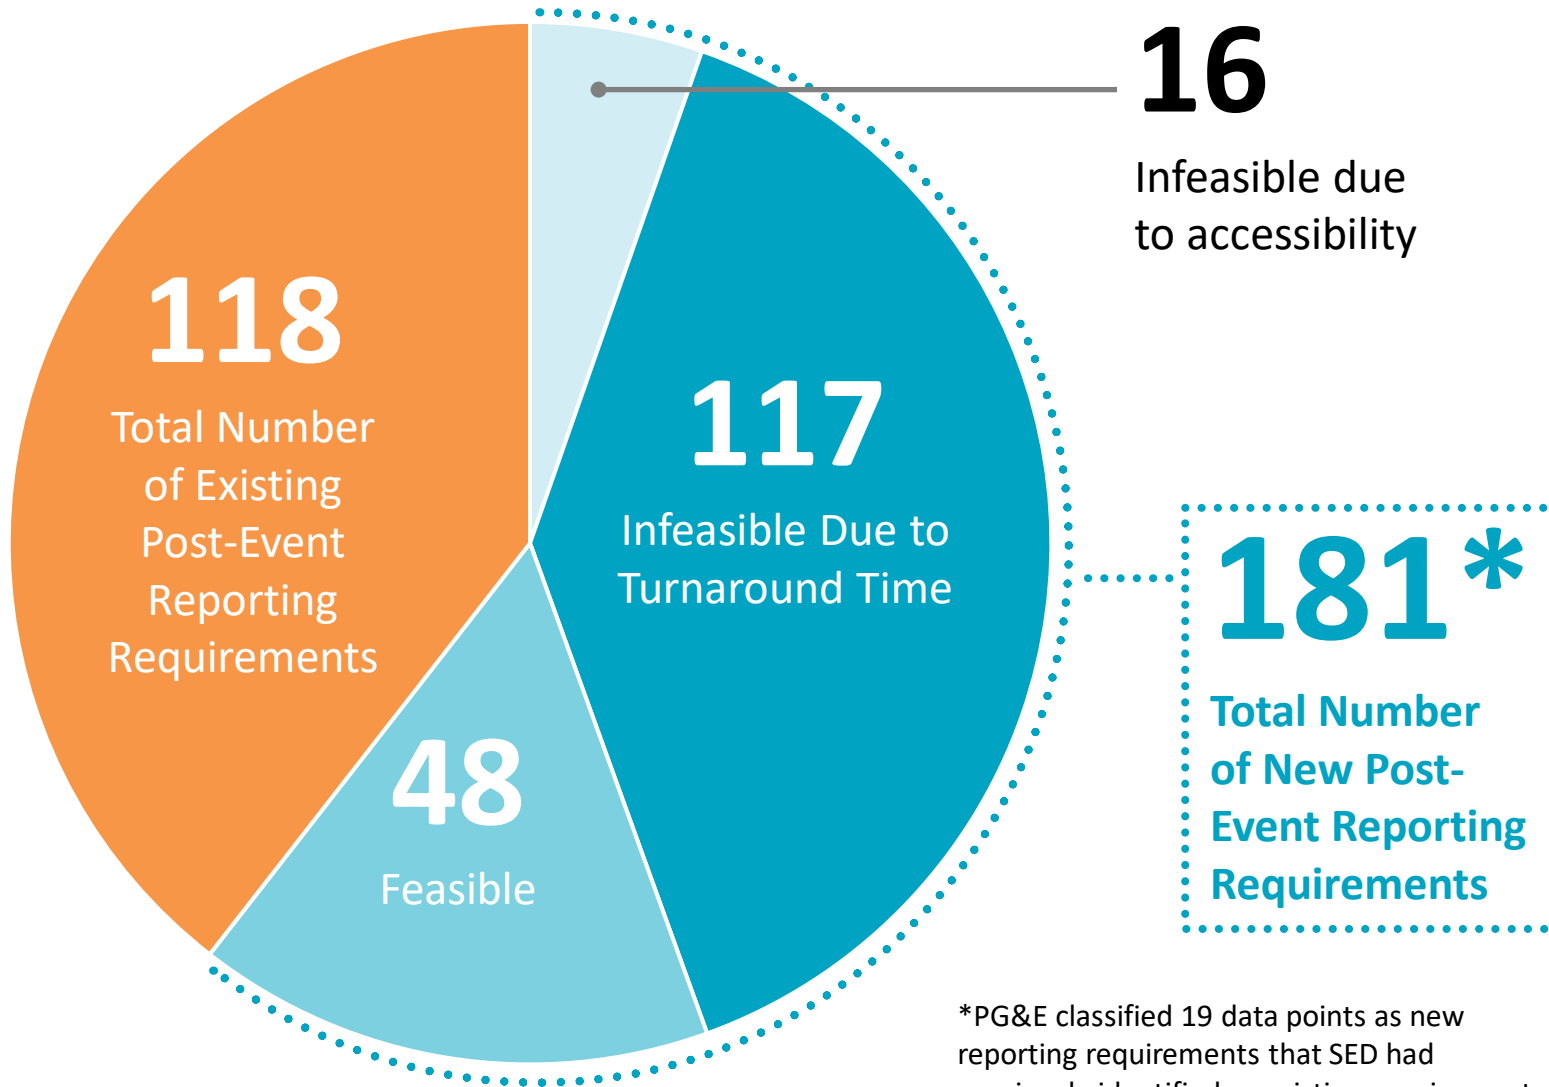 16
Infeasible due
to accessibility
118
Total Number
of Existing
Post-Event
Reporting
Requirements
117
Infeasible Due to
Turnaround Time
48
Feasible
181*
Total Number
of New Post-
Event Reporting
Requirements
*PG&E classified 19 data points as new
reporting requirements that SED had